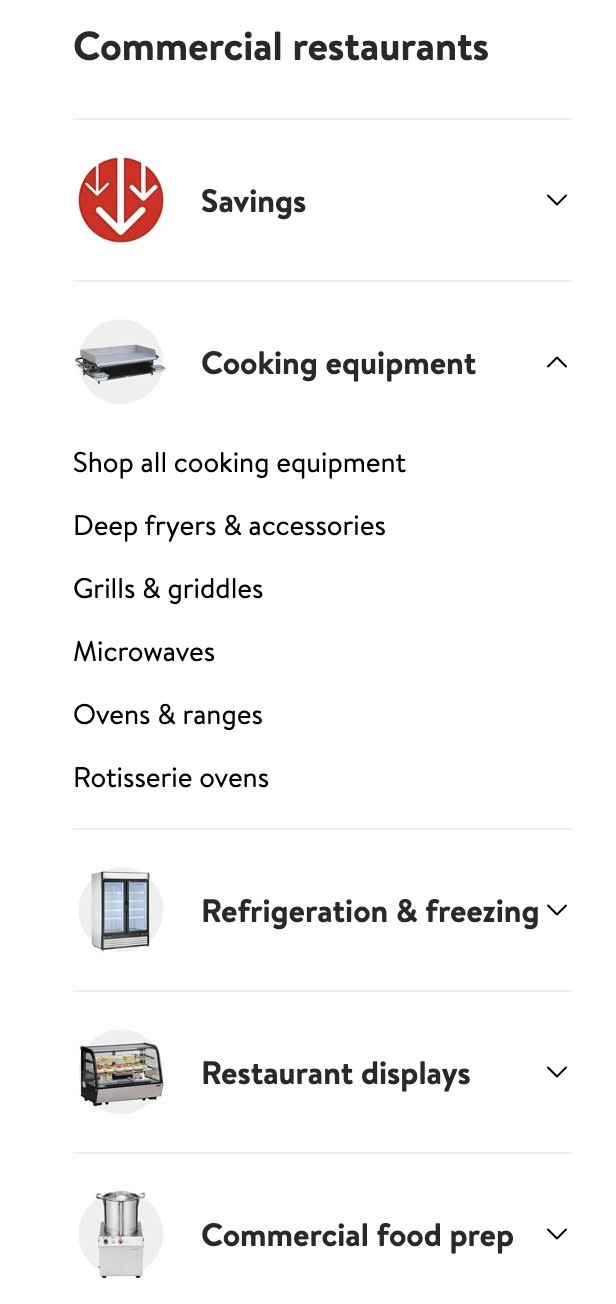 Commercial restaurants
Savings
Cooking equipment
Shop all cooking equipment
Deep fryers & accessories
Grills & griddles
Microwaves
Ovens & ranges
Rotisserie ovens
Refrigeration & freezing
Restaurant displays
Commercial food prep